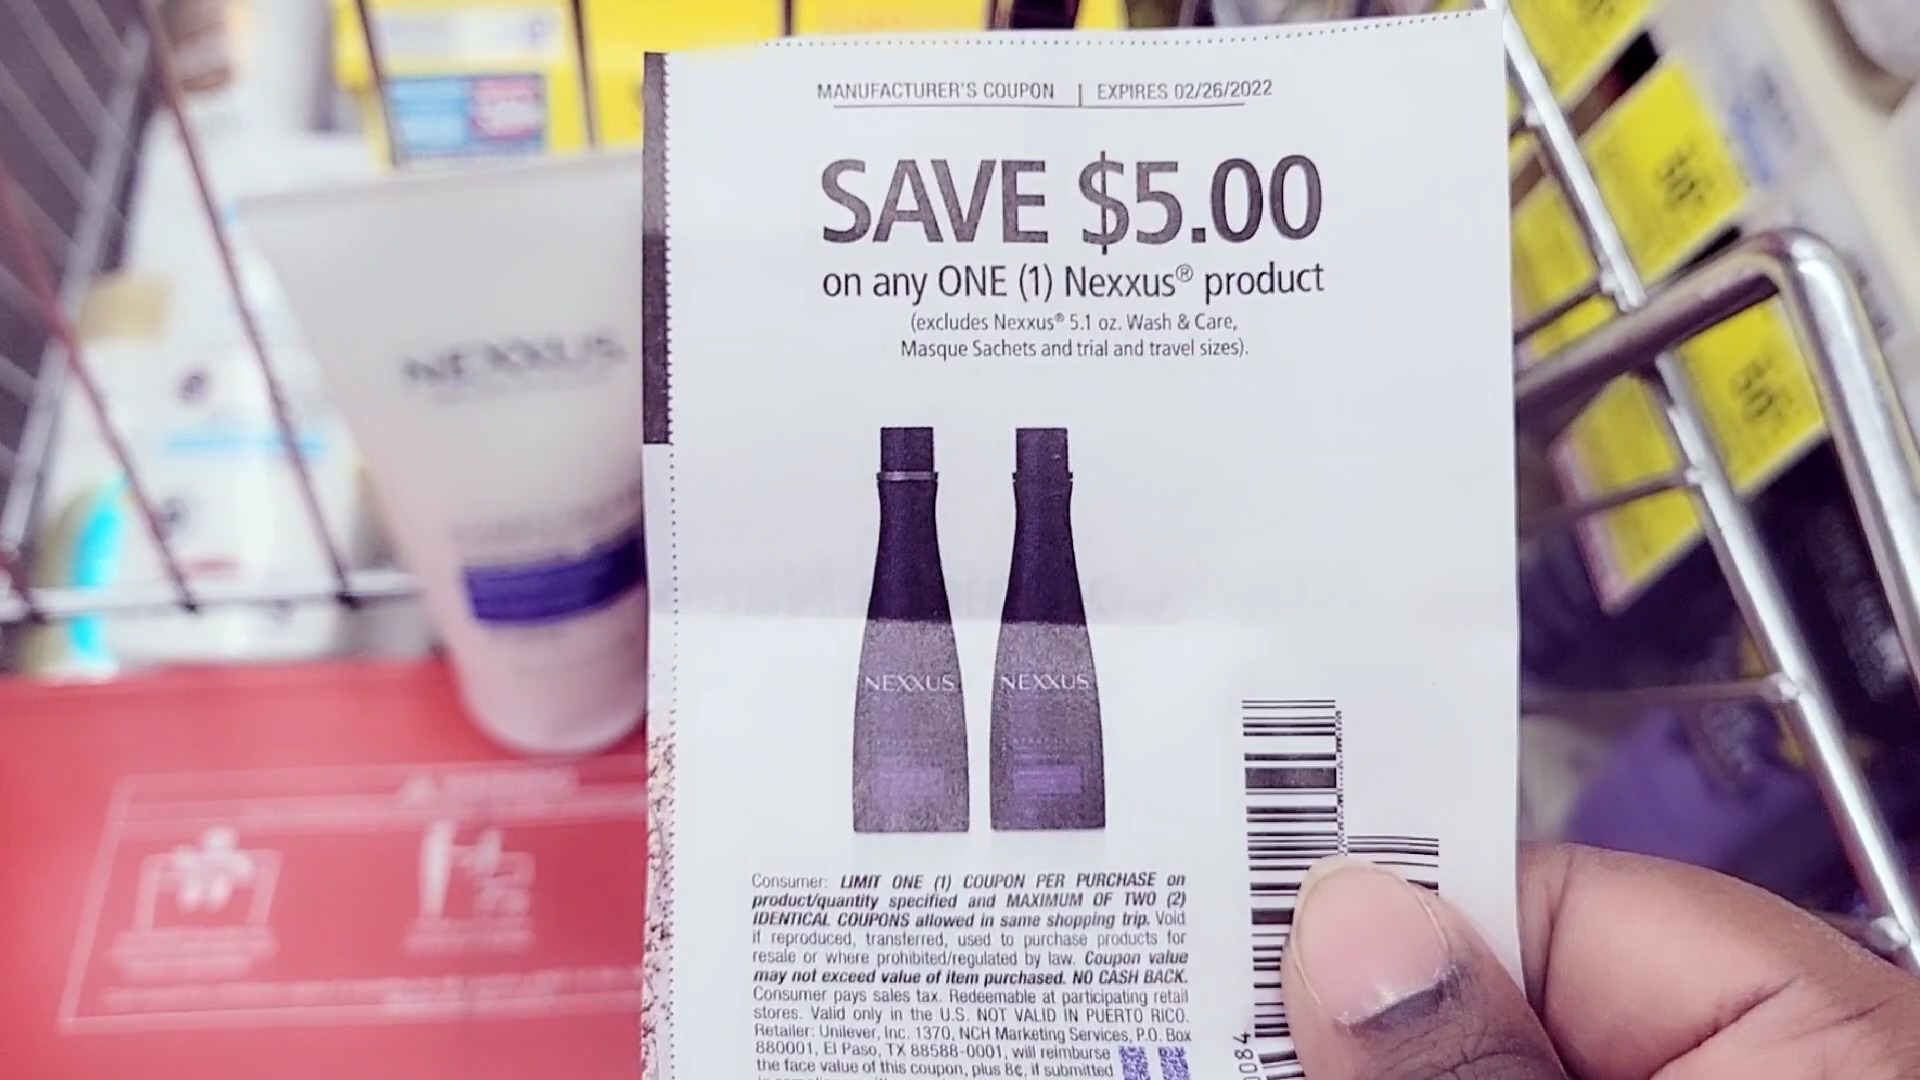 MANUFACTURER'S COUPON | EXPIRES 02/26/2022
SAVE $5.00
on any ONE (1) Nexxus® product
(excludes Nexxus® 5.1 oz. Wash & Care,
Masque Sachets and trial and travel sizes).
NEXXUS
NEXXUS NEXXUS
Consumer: LIMIT ONE (1) COUPON PER PURCHASE on
product/quantity specified and MAXIMUM OF TWO (2)
IDENTICAL COUPONS allowed in same shopping trip. Void
if reproduced, transferred, used to purchase products for
resale or where prohibited/regulated by law. Coupon value
may not exceed value of item purchased. NO CASH BACK.
Consumer pays sales tax. Redeemable at participating retail
stores. Valid only in the U.S. NOT VALID IN PUERTO RICO.
Retailer: Unilever, Inc. 1370, NCH Marketing Services, P.O. Box
880001, El Paso, TX 88588-0001, will reimburse
the face value of this coupon, plus 8¢, if submitted
0084